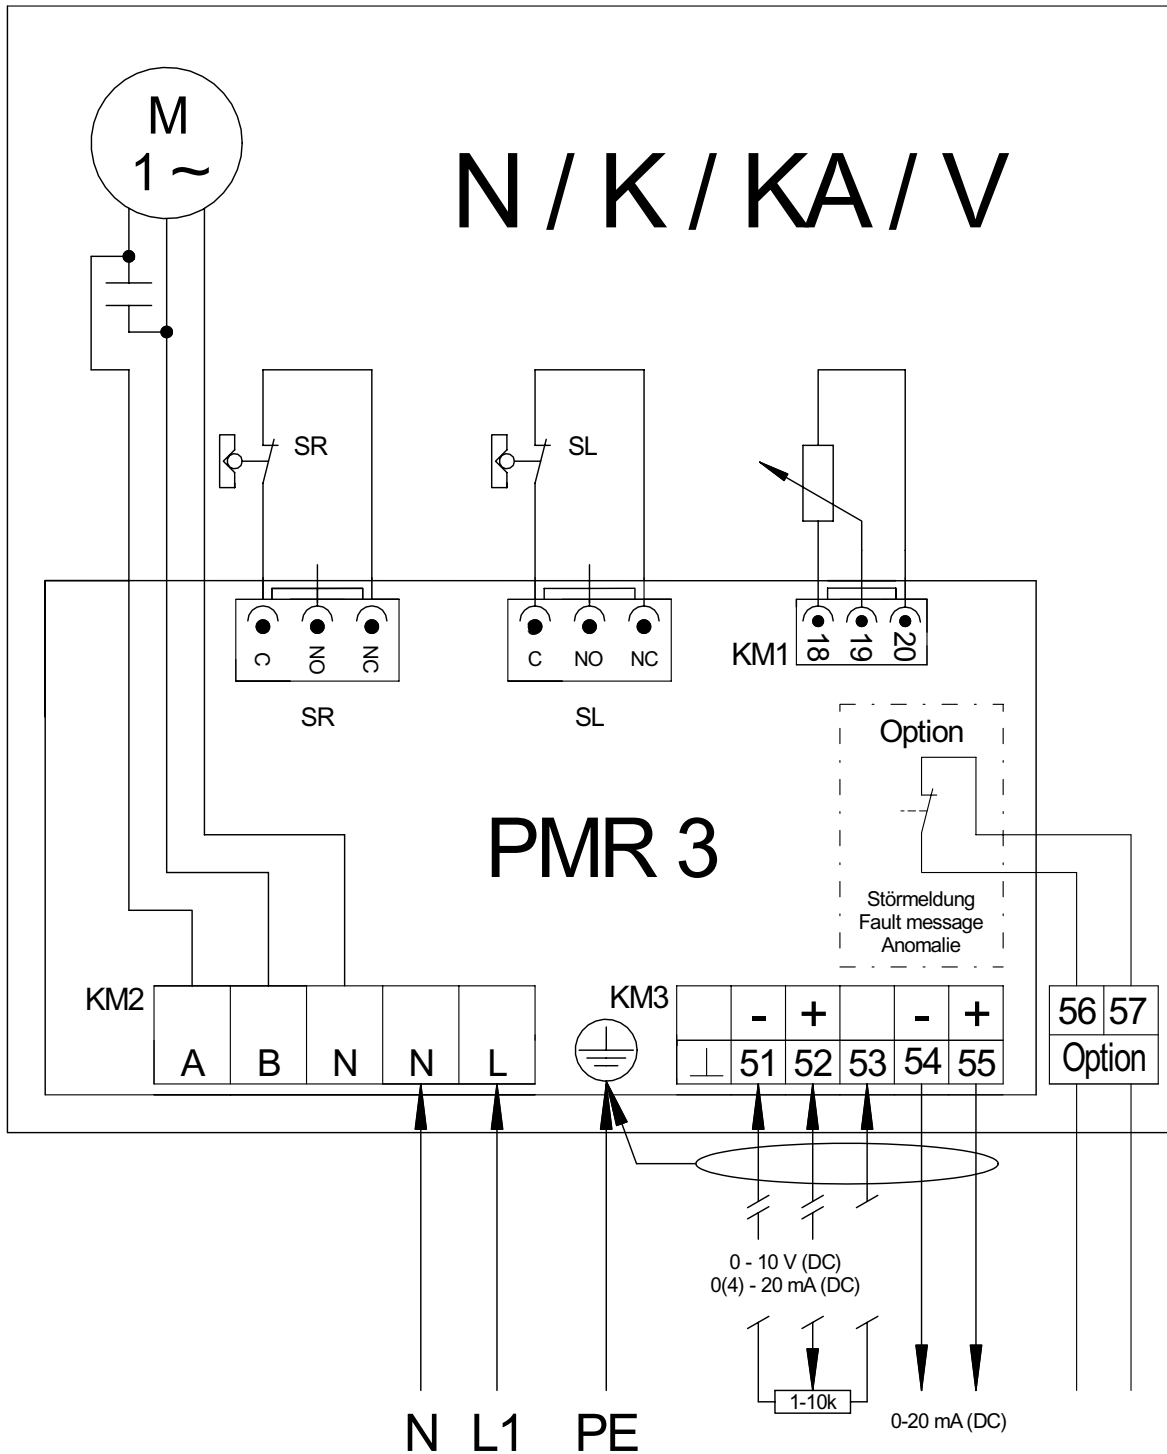 M
1 ~
N / K / KA / V
SR
SL
C NO NC
SR
C NO NC
SL
KM1
18 19 20
Option
PMR 3
Störmeldung
Fault message
Anomalie
KM2
A B N N L
KM3
- + - +
51 52 53 54 55
56 57
Option
0 - 10 V (DC)
0(4) - 20 mA (DC)
1-10k
0-20 mA (DC)
N L1 PE